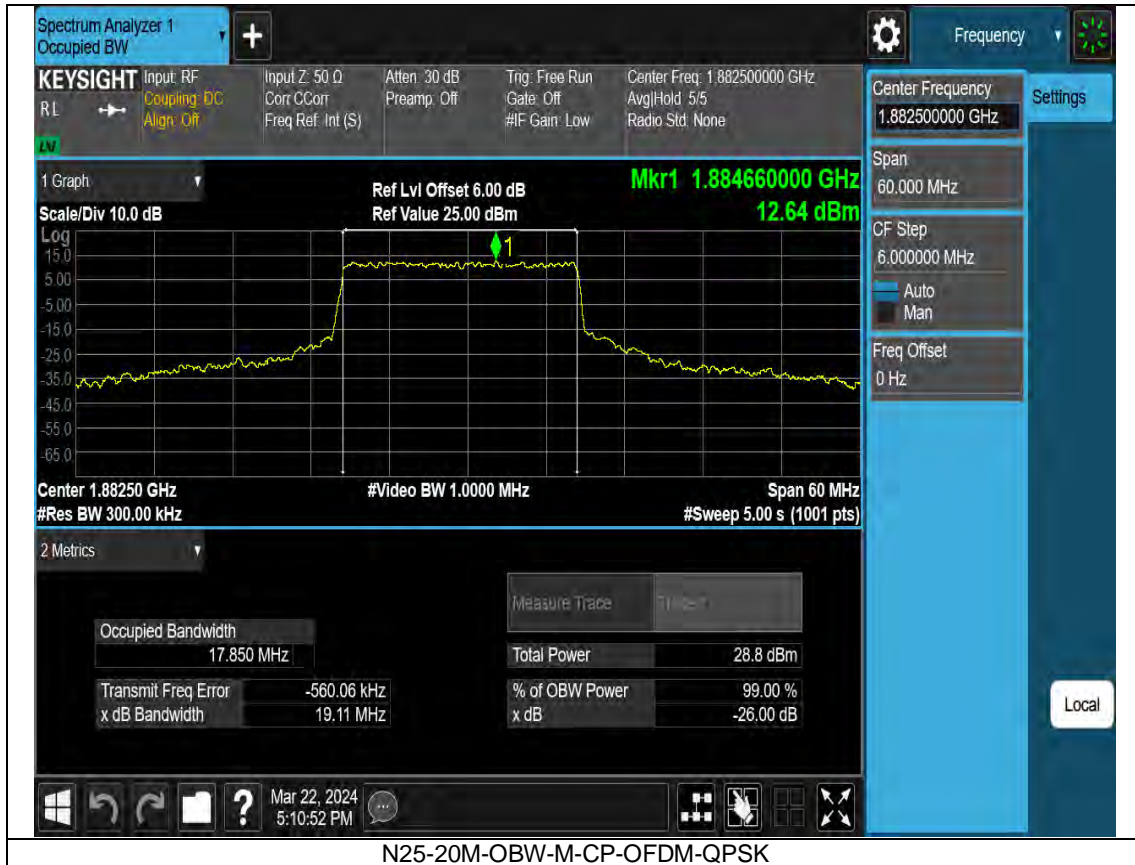 Spectrum Analyzer 1
Occupied BW
+
Frequency
KEYSIGHT
RL
Input: RF
Coupling: DC
Align: Off
Input Z: 50 Ω
Corr CCorr
Freq Ref: Int (S)
Atten: 30 dB
Preamp: Off
Trig: Free Run
Gate: Off
#IF Gain: Low
Center Freq: 1.882500000 GHz
Avg|Hold: 5/5
Radio Std: None
1 Graph
Scale/Div 10.0 dB
Ref Lvl Offset 6.00 dB
Ref Value 25.00 dBm
Mkr1 1.884660000 GHz
12.64 dBm
Log
15.0
5.00
-5.00
-15.0
-25.0
-35.0
-45.0
-55.0
-65.0
1
Center 1.88250 GHz
#Video BW 1.0000 MHz
Span 60 MHz
#Res BW 300.00 kHz
#Sweep 5.00 s (1001 pts)
2 Metrics
Measure Trace
Occupied Bandwidth
17.850 MHz
Total Power 28.8 dBm
Transmit Freq Error -560.06 kHz
% of OBW Power 99.00 %
x dB Bandwidth 19.11 MHz
x dB -26.00 dB
Center Frequency
1.882500000 GHz
Settings
Span
60.000 MHz
CF Step
6.000000 MHz
Auto
Man
Freq Offset
0 Hz
Local
?
Mar 22, 2024
5:10:52 PM
N25-20M-OBW-M-CP-OFDM-QPSK